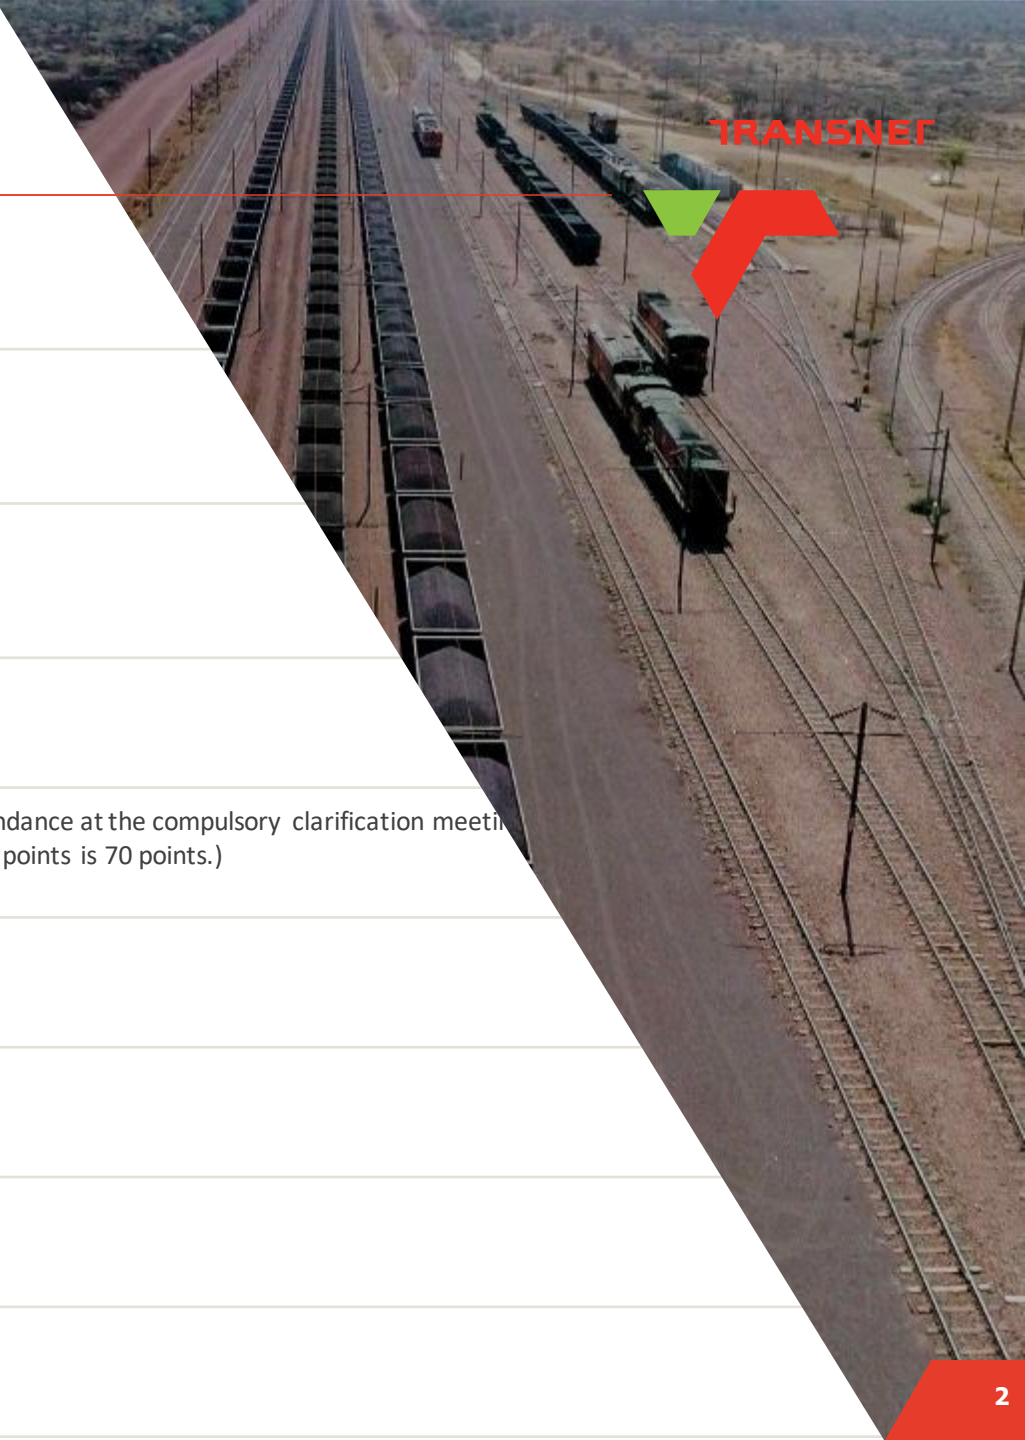 TRANSNET
ndance at the compulsory clarification meeti
points is 70 points.)
2